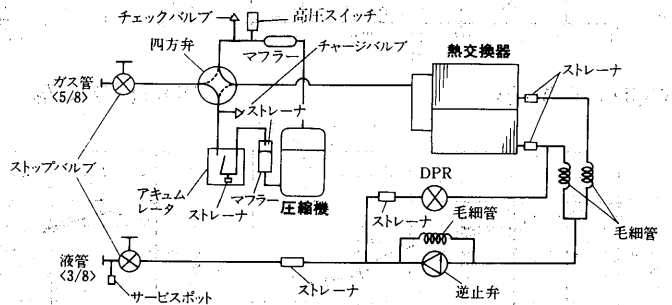 チェックバルブ
高圧スイッチ
四方弁
マフラー
チャージバルブ
熱交換器
ストレーナ
ガス管
<5/8>
ストレーナ
ストップバルブ
DPR
アキュム
レータ
ストレーナ
マフラー
圧縮機
ストレーナ
毛細管
毛細管
液管
<3/8>
ストレーナ
逆止弁
サービスポット